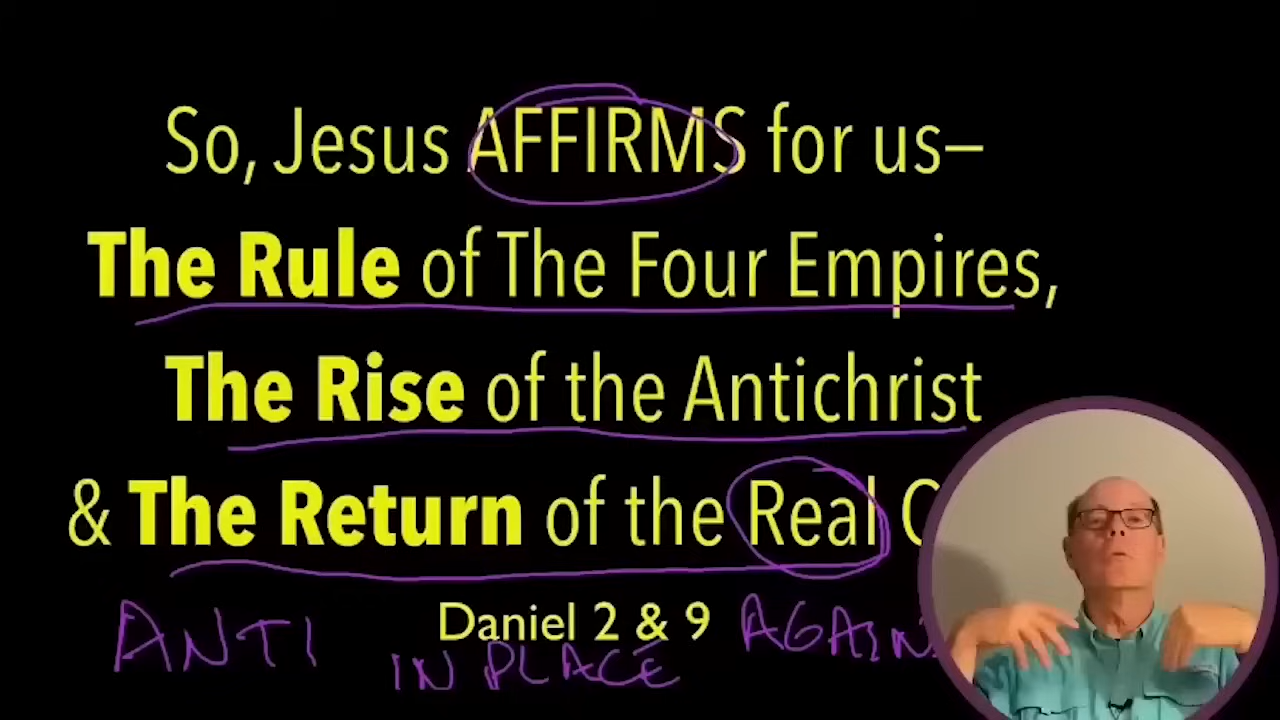 So, Jesus AFFIRMS for us—
The Rule of The Four Empires,
The Rise of the Antichrist
& The Return of the Real
Daniel 2 & 9
ANTI IN PLACE